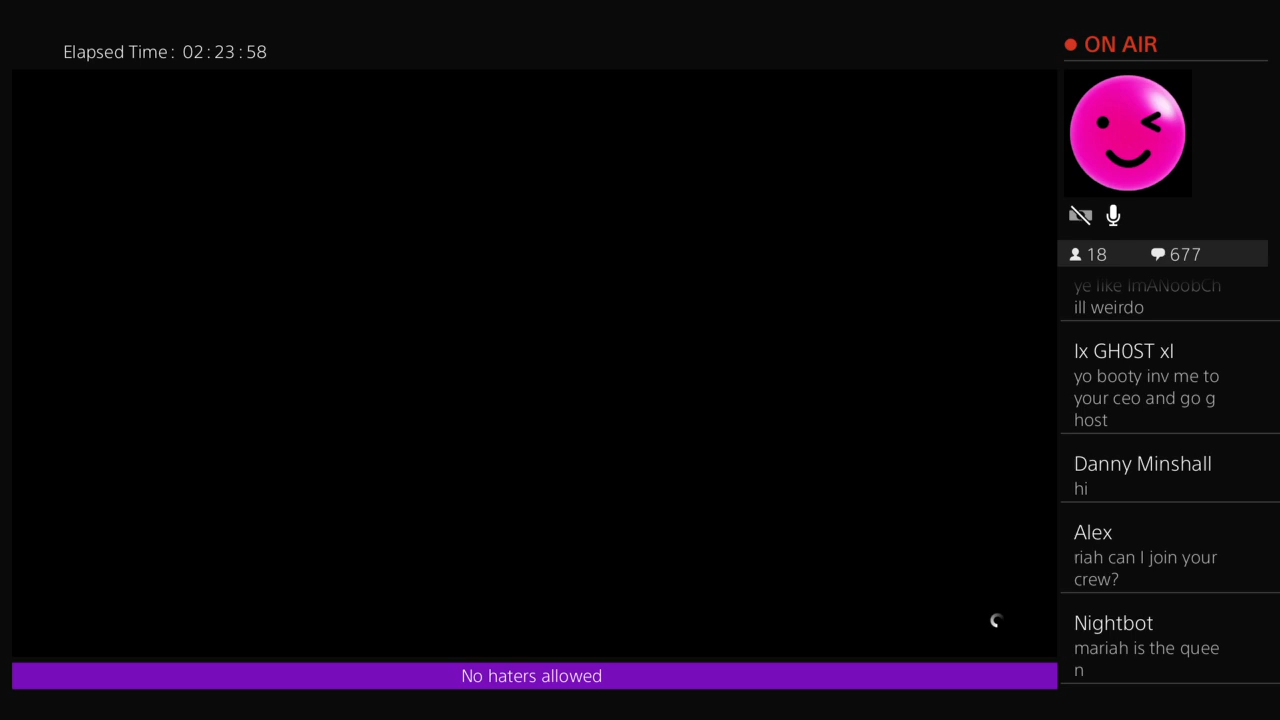 Elapsed Time: 02:23:58
ON AIR
18 677
ye like ImANoobCh
ill weirdo
Ix GH0ST xI
yo booty inv me to
your ceo and go g
host
Danny Minshall
hi
Alex
riah can I join your
crew?
Nightbot
mariah is the quee
n
No haters allowed